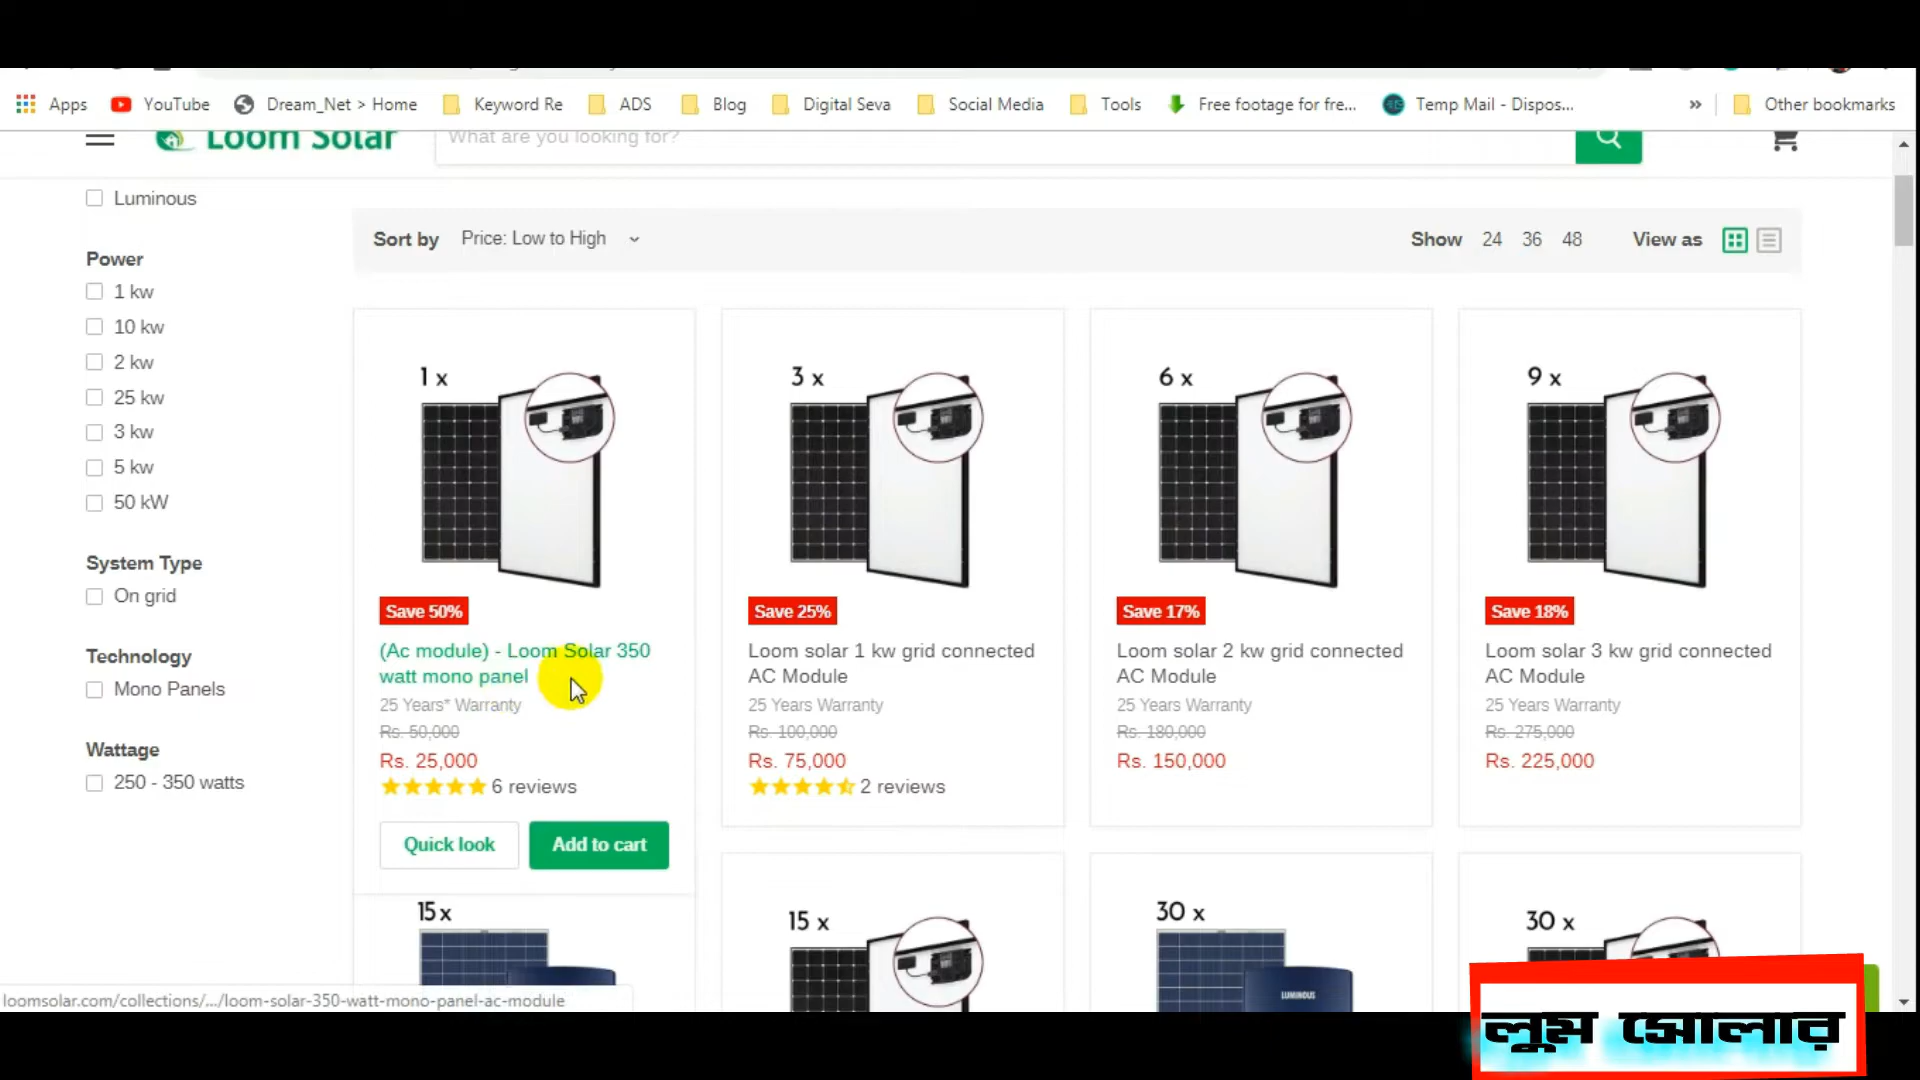 Apps YouTube Dream_Net > Home Keyword Re ADS Blog Digital Seva Social Media Tools Free footage for fre... Temp Mail - Dispos... » Other bookmarks
Loom Solar What are you looking for?
Luminous
Sort by Price: Low to High Show 24 36 48 View as
Power
1 kw
10 kw
2 kw
25 kw
3 kw
5 kw
50 kW
System Type
On grid
Technology
Mono Panels
Wattage
250 - 350 watts
1 x
Save 50%
(Ac module) - Loom Solar 350
watt mono panel
25 Years* Warranty
Rs. 50,000
Rs. 25,000
6 reviews
Quick look Add to cart
3 x
Save 25%
Loom solar 1 kw grid connected
AC Module
25 Years Warranty
Rs. 100,000
Rs. 75,000
2 reviews
6 x
Save 17%
Loom solar 2 kw grid connected
AC Module
25 Years Warranty
Rs. 180,000
Rs. 150,000
9 x
Save 18%
Loom solar 3 kw grid connected
AC Module
25 Years Warranty
Rs. 275,000
Rs. 225,000
15 x
15 x
30 x
LUMINOUS
30 x
loomsolar.com/collections/.../loom-solar-350-watt-mono-panel-ac-module
লুম সোলার